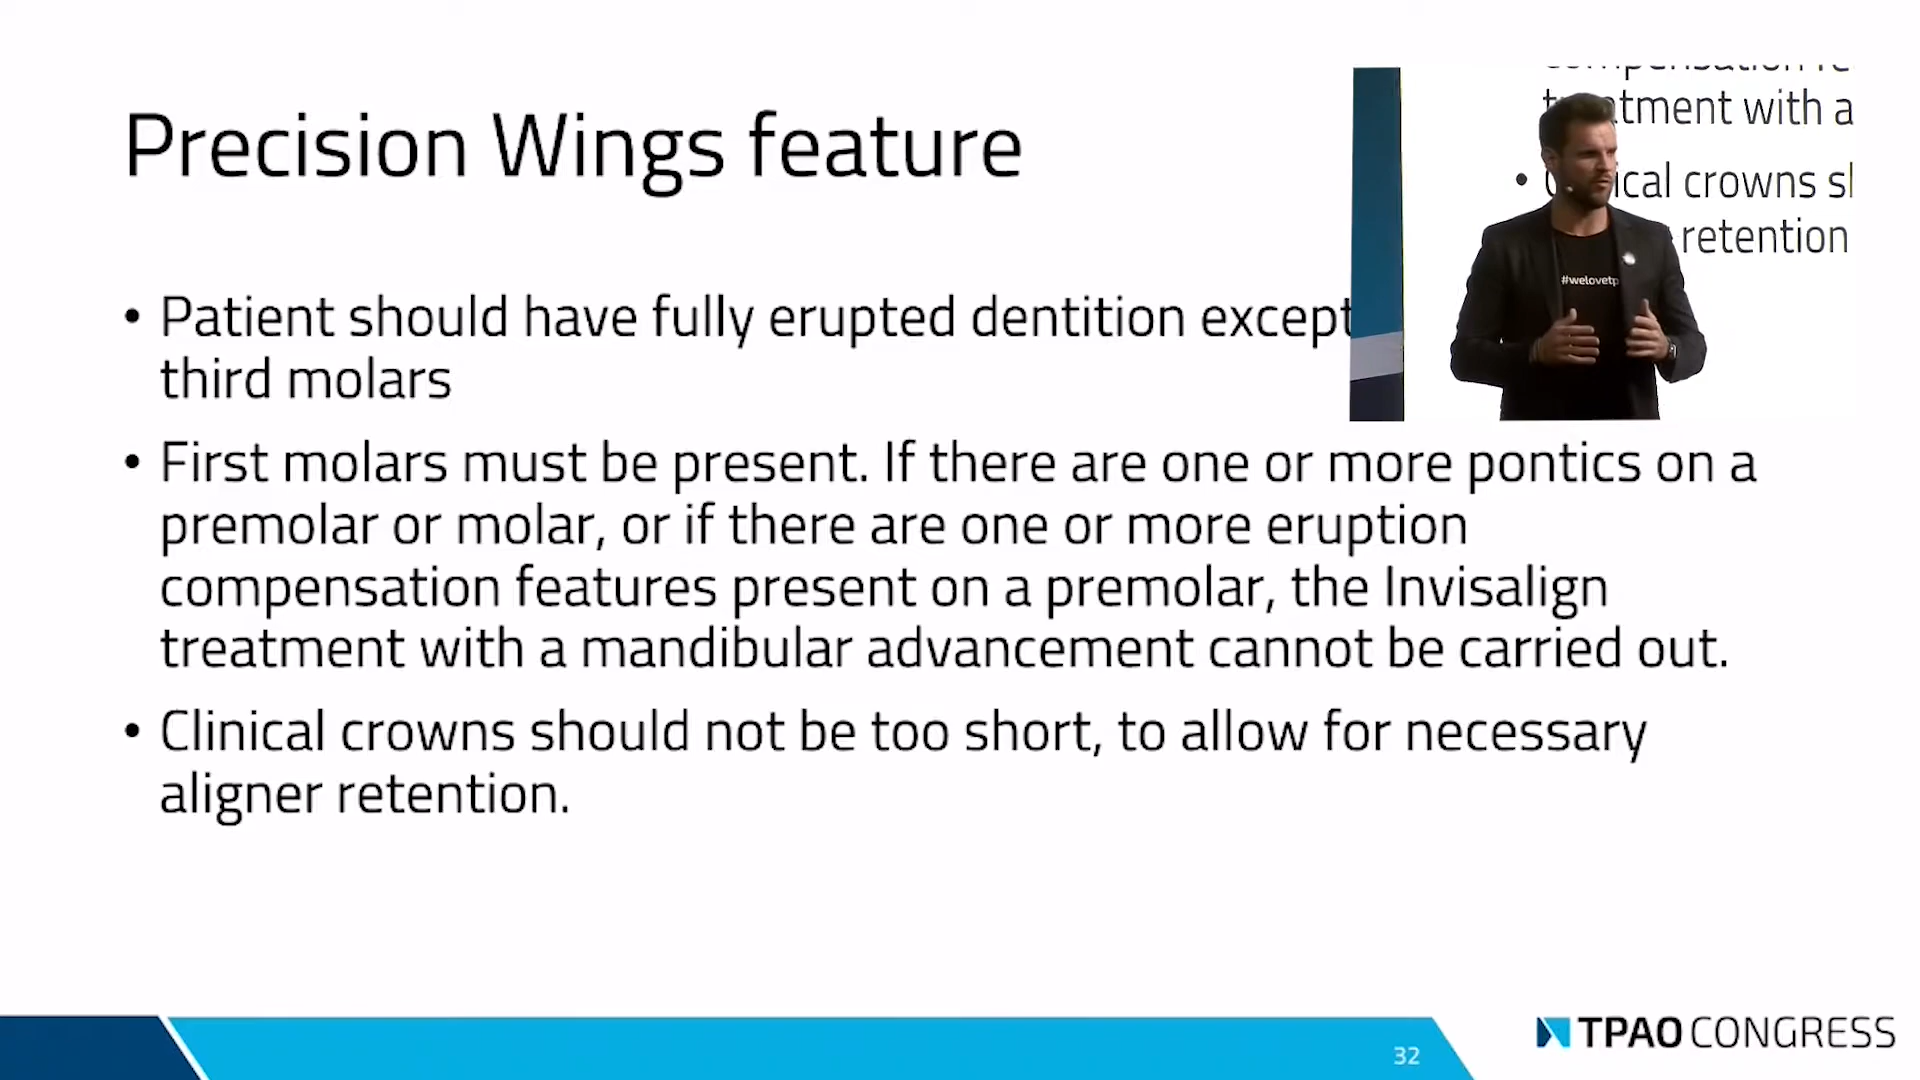 Precision Wings feature
• Patient should have fully erupted dentition except
third molars
• First molars must be present. If there are one or more pontics on a
premolar or molar, or if there are one or more eruption
compensation features present on a premolar, the Invisalign
treatment with a mandibular advancement cannot be carried out.
• Clinical crowns should not be too short, to allow for necessary
aligner retention.
treatment with a
• Clinical crowns sh
retention
#welovetp
32
TPAO CONGRESS